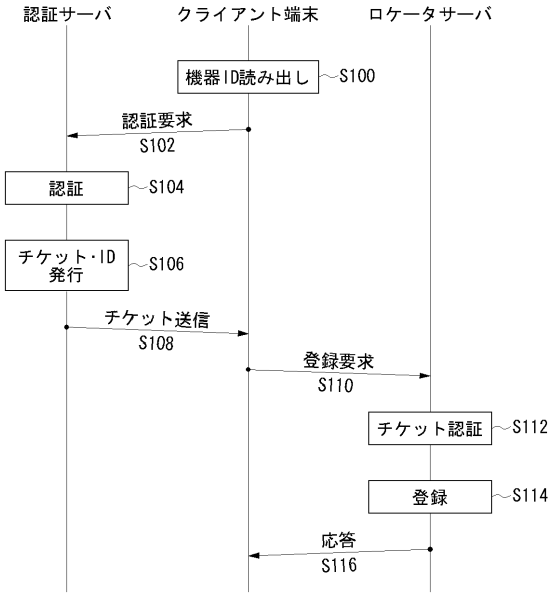 認証サーバ
クライアント端末
ロケータサーバ
機器ID読み出し
S100
認証要求
S102
認証
S104
チケット・ID
発行
S106
チケット送信
S108
登録要求
S110
チケット認証
S112
登録
S114
応答
S116